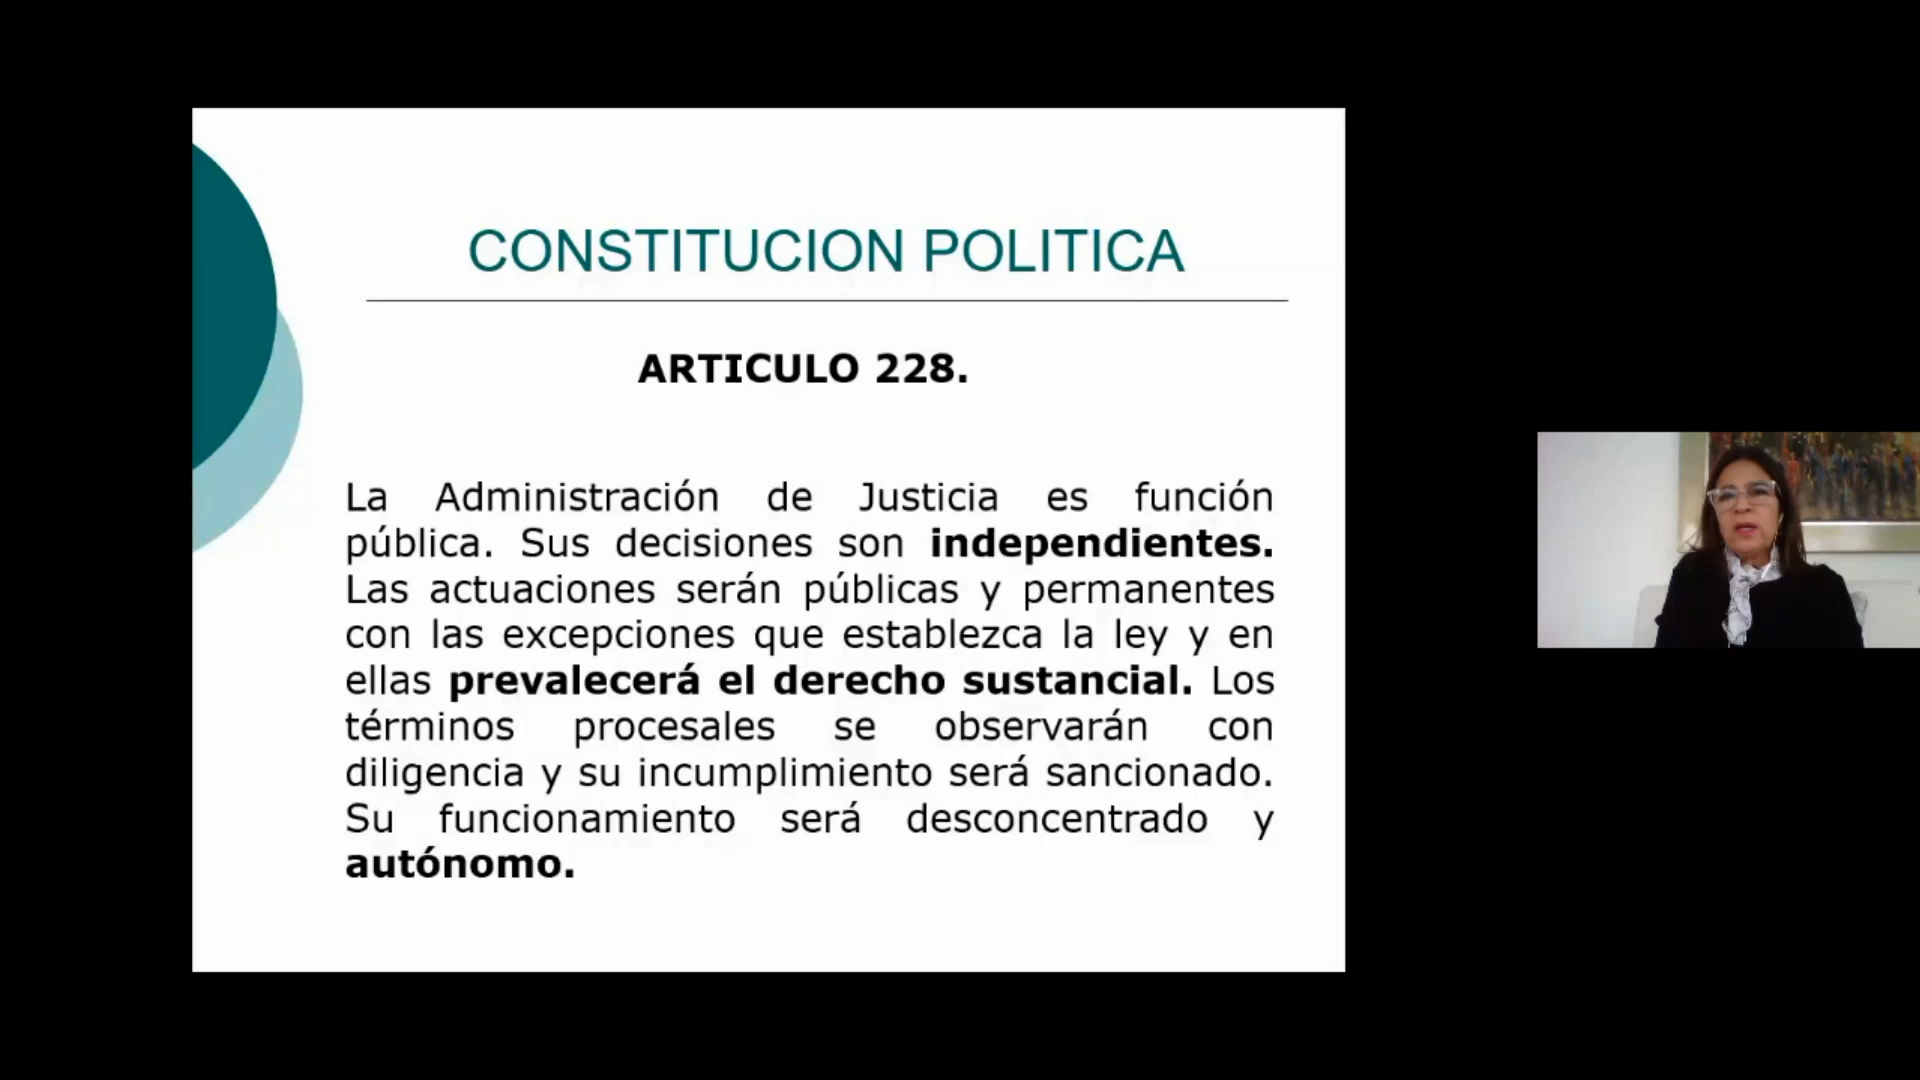 CONSTITUCION POLITICA
ARTICULO 228.
La Administración de Justicia es función
pública. Sus decisiones son independientes.
Las actuaciones serán públicas y permanentes
con las excepciones que establezca la ley y en
ellas prevalecerá el derecho sustancial. Los
términos procesales se observarán con
diligencia y su incumplimiento será sancionado.
Su funcionamiento será desconcentrado y
autónomo.